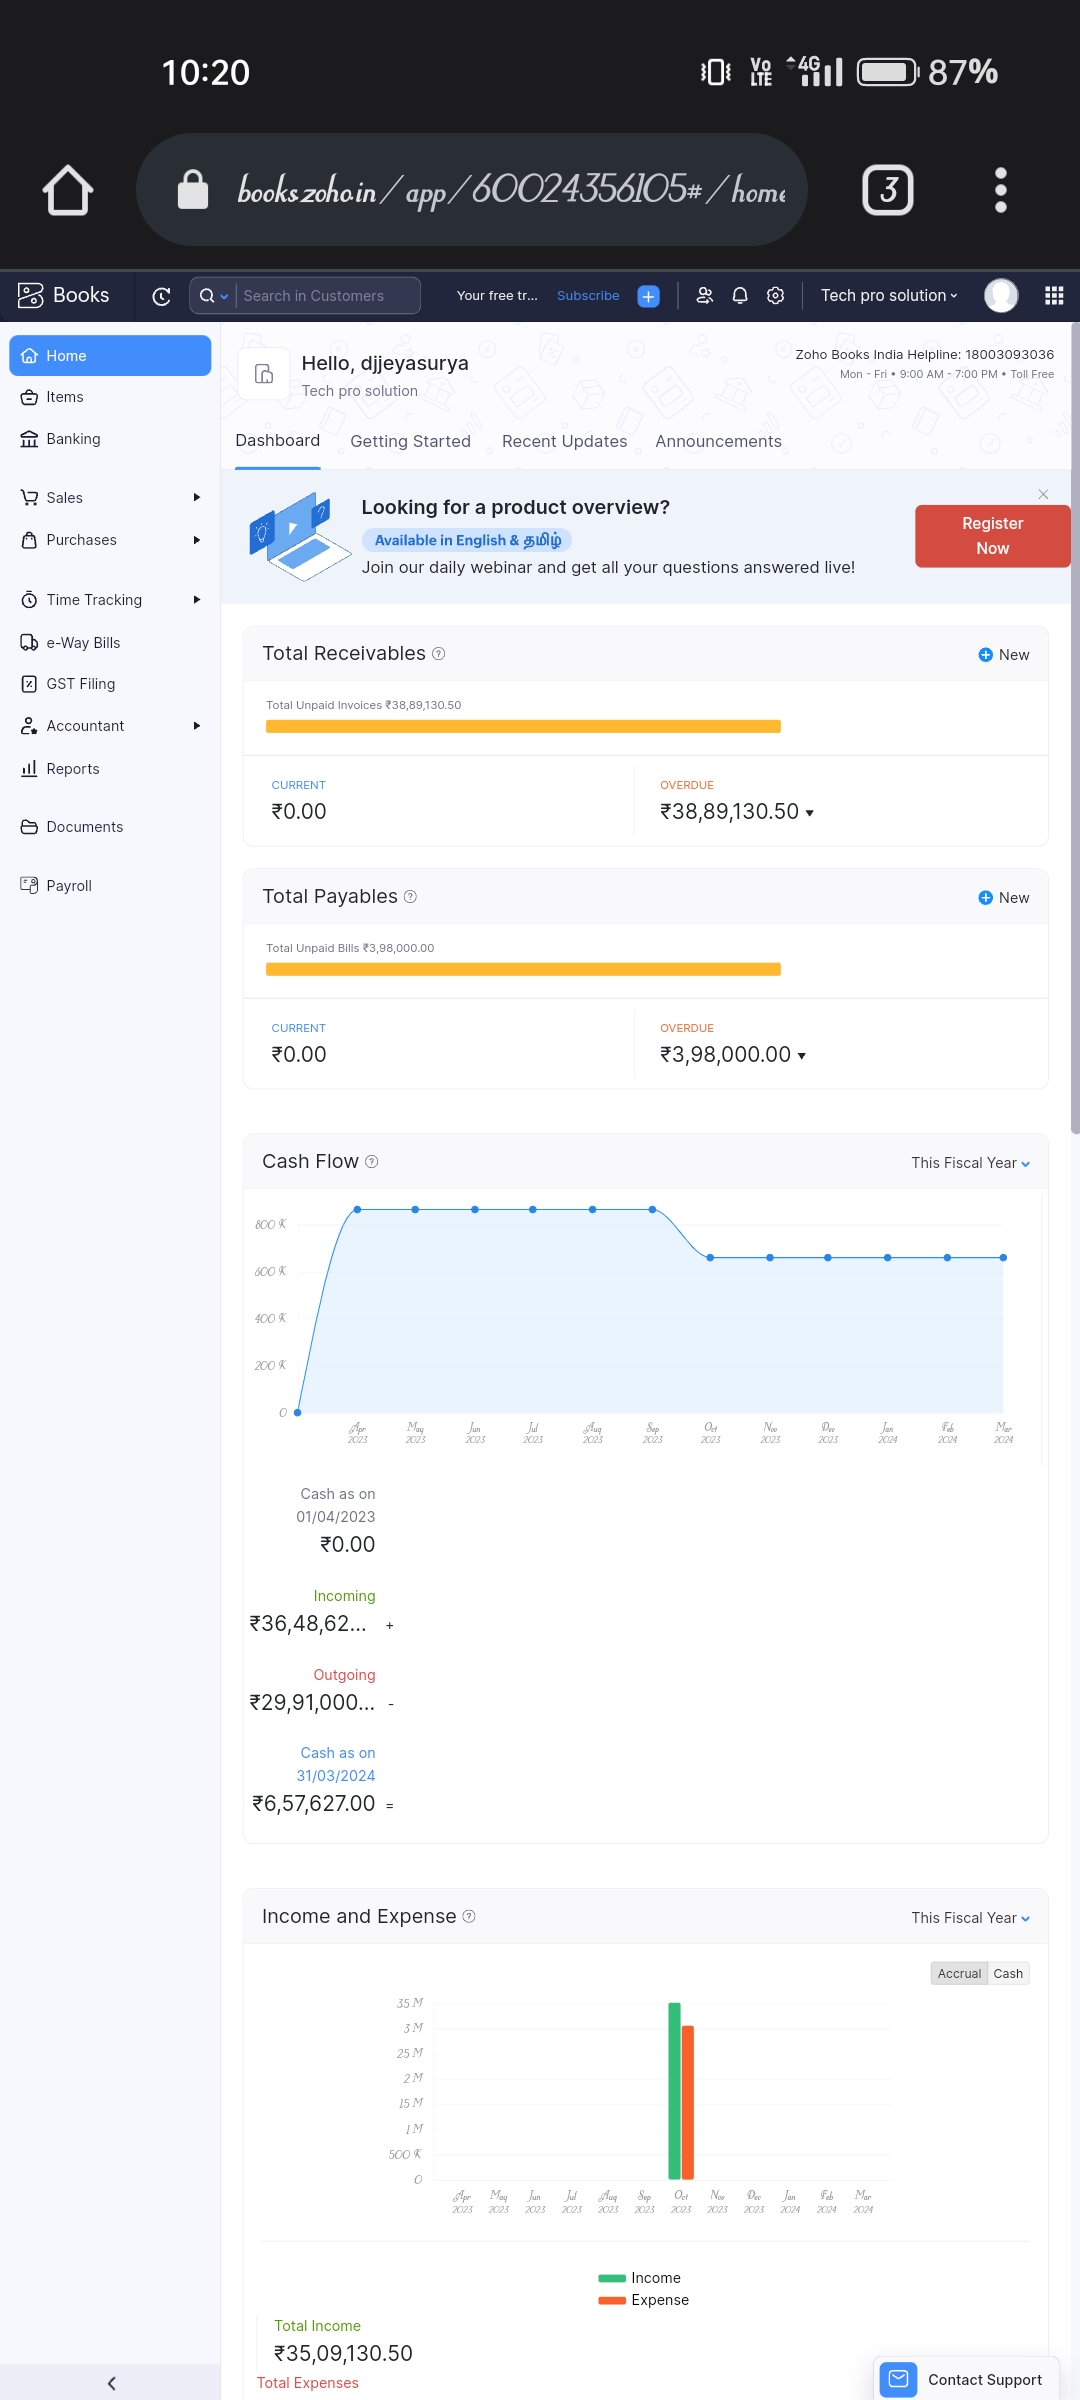 10:20
Vo LTE 4G 87%
books.zoho.in/app/60024356105#/home
3
Books
Search in Customers
Your free tr...
Subscribe
Tech pro solution
Home
Items
Banking
Sales
Purchases
Time Tracking
e-Way Bills
GST Filing
Accountant
Reports
Documents
Payroll
Hello, djjeyasurya
Tech pro solution
Zoho Books India Helpline: 18003093036
Mon - Fri • 9:00 AM - 7:00 PM • Toll Free
Dashboard Getting Started Recent Updates Announcements
Looking for a product overview?
Available in English & தமிழ்
Join our daily webinar and get all your questions answered live!
Register
Now
Total Receivables
New
Total Unpaid Invoices ₹38,89,130.50
CURRENT
₹0.00
OVERDUE
₹38,89,130.50
Total Payables
New
Total Unpaid Bills ₹3,98,000.00
CURRENT
₹0.00
OVERDUE
₹3,98,000.00
Cash Flow
This Fiscal Year
800 K
600 K
400 K
200 K
0
Apr May Jun Jul Aug Sep Oct Nov Dec Jan Feb Mar
2023 2023 2023 2023 2023 2023 2023 2023 2023 2024 2024 2024
Cash as on
01/04/2023
₹0.00
Incoming
₹36,48,62... +
Outgoing
₹29,91,000... -
Cash as on
31/03/2024
₹6,57,627.00 =
Income and Expense
This Fiscal Year
Accrual Cash
35 M
3 M
25 M
2 M
15 M
1 M
500 K
0
Apr May Jun Jul Aug Sep Oct Nov Dec Jan Feb Mar
2023 2023 2023 2023 2023 2023 2023 2023 2023 2024 2024 2024
Income
Expense
Total Income
₹35,09,130.50
Total Expenses
Contact Support